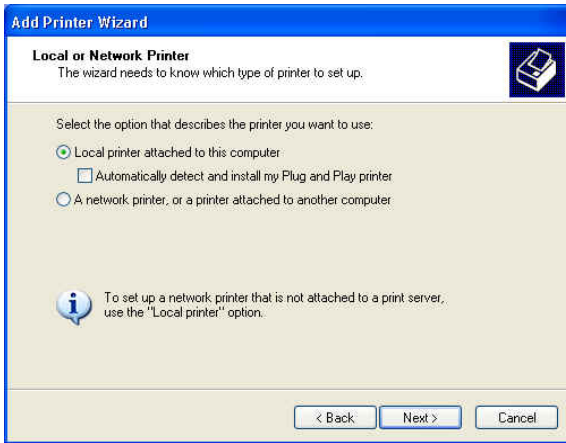 Add Printer Wizard
Local or Network Printer
The wizard needs to know which type of printer to set up.
Select the option that describes the printer you want to use:
Local printer attached to this computer
Automatically detect and install my Plug and Play printer
A network printer, or a printer attached to another computer
To set up a network printer that is not attached to a print server,
use the "Local printer" option.
< Back Next > Cancel